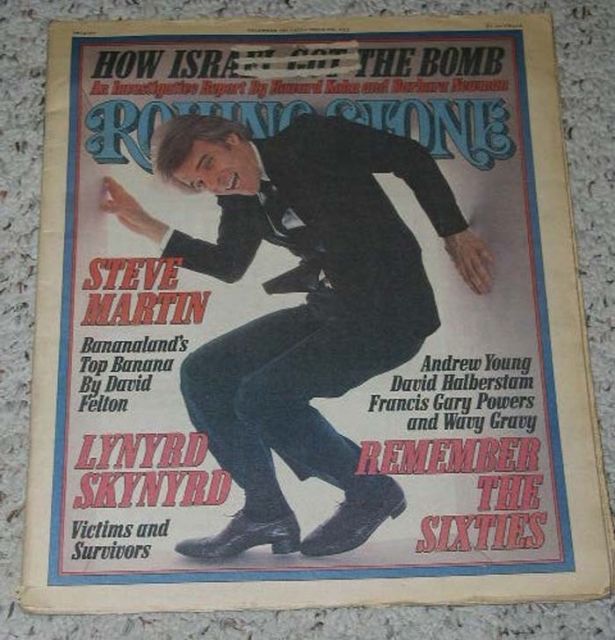 HOW ISRAEL GOT THE BOMB
An Investigative Report By Howard Kohn and Barbara Newman
ROLLING STONE
STEVE
MARTIN
Bananaland's
Top Banana
By David
Felton
Andrew Young
David Halberstam
Francis Gary Powers
and Wavy Gravy
LYNYRD
SKYNYRD
REMEMBER
THE
SIXTIES
Victims and
Survivors